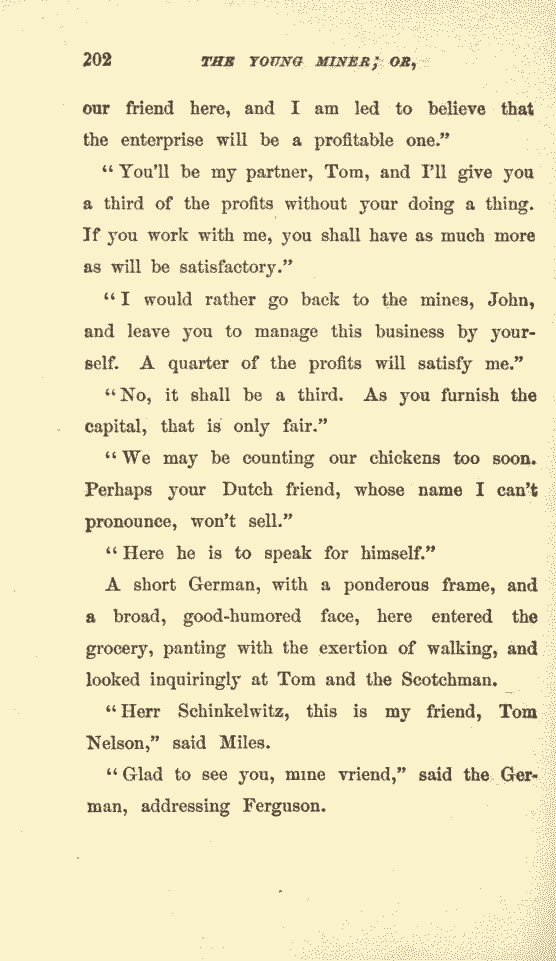 202 THE YOUNG MINER; OR,
our friend here, and I am led to believe that
the enterprise will be a profitable one.”
“You’ll be my partner, Tom, and I’ll give you
a third of the profits without your doing a thing.
If you work with me, you shall have as much more
as will be satisfactory.”
“I would rather go back to the mines, John,
and leave you to manage this business by your-
self. A quarter of the profits will satisfy me.”
“No, it shall be a third. As you furnish the
capital, that is only fair.”
“We may be counting our chickens too soon.
Perhaps your Dutch friend, whose name I can’t
pronounce, won’t sell.”
“Here he is to speak for himself.”
A short German, with a ponderous frame, and
a broad, good-humored face, here entered the
grocery, panting with the exertion of walking, and
looked inquiringly at Tom and the Scotchman.
“Herr Schinkelwitz, this is my friend, Tom
Nelson,” said Miles.
“Glad to see you, mine vriend,” said the Ger-
man, addressing Ferguson.